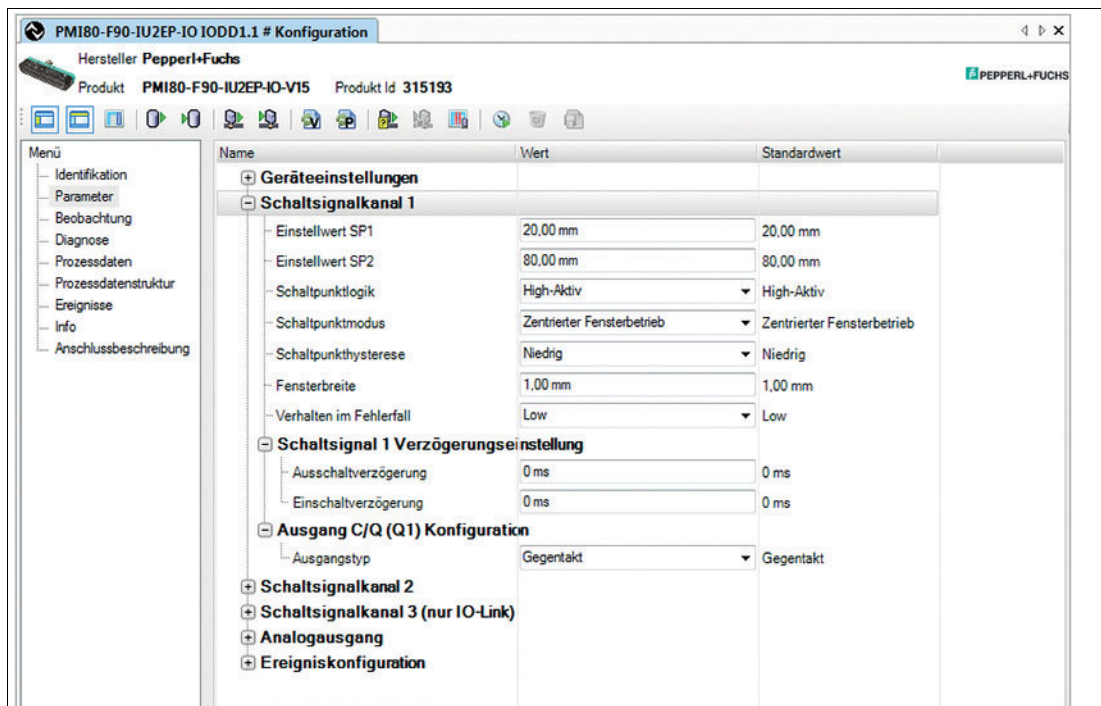 PMI80-F90-IU2EP-IO IODD1.1 # Konfiguration
Hersteller Pepperl+Fuchs
PEPPERL+FUCHS
Produkt PMI80-F90-IU2EP-IO-V15 Produkt Id 315193
Menü
Identifikation
Parameter
Beobachtung
Diagnose
Prozessdaten
Prozessdatenstruktur
Ereignisse
Info
Anschlussbeschreibung
Name Wert Standardwert
Geräteeinstellungen
Schaltsignalkanal 1
Einstellwert SP1 20,00 mm 20,00 mm
Einstellwert SP2 80,00 mm 80,00 mm
Schaltpunktlogik High-Aktiv High-Aktiv
Schaltpunktmodus Zentrierter Fensterbetrieb Zentrierter Fensterbetrieb
Schaltpunkthysterese Niedrig Niedrig
Fensterbreite 1,00 mm 1,00 mm
Verhalten im Fehlerfall Low Low
Schaltsignal 1 Verzögerungseinstellung
Ausschaltverzögerung 0 ms 0 ms
Einschaltverzögerung 0 ms 0 ms
Ausgang C/Q (Q1) Konfiguration
Ausgangstyp Gegentakt Gegentakt
Schaltsignalkanal 2
Schaltsignalkanal 3 (nur IO-Link)
Analogausgang
Ereigniskonfiguration